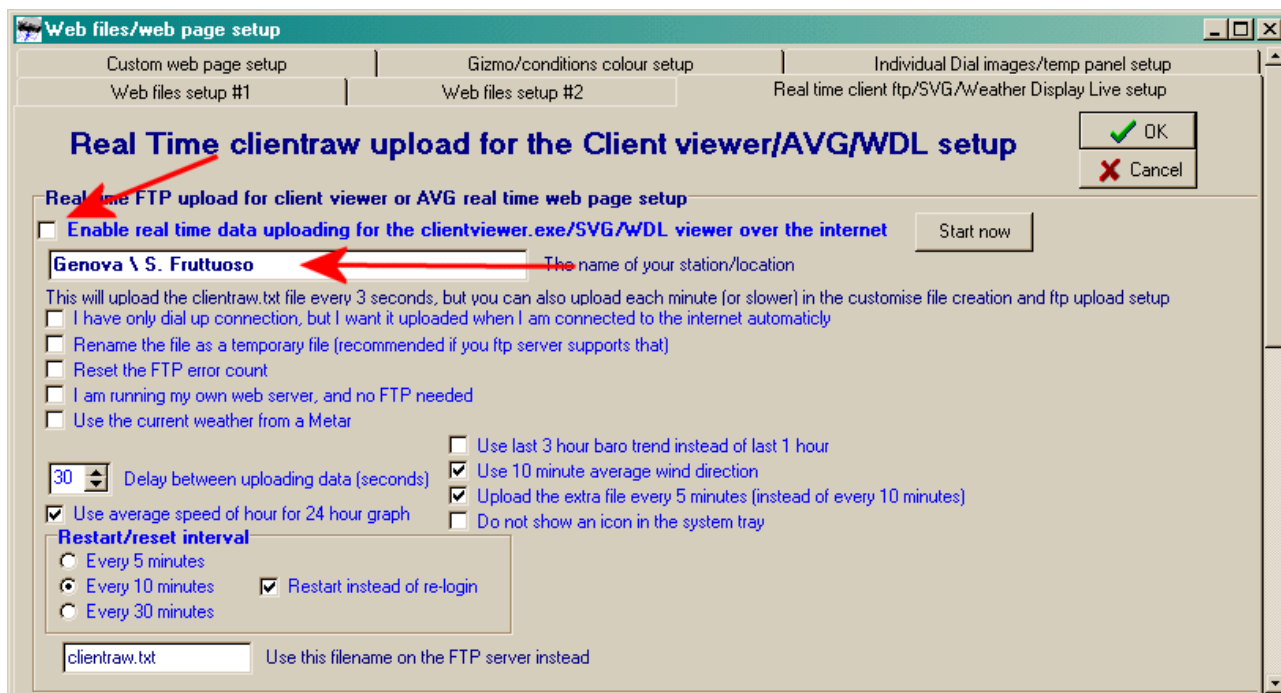 Web files/web page setup
Custom web page setup
Gizmo/conditions colour setup
Individual Dial images/temp panel setup
Web files setup #1
Web files setup #2
Real time client ftp/SVG/Weather Display Live setup
Real Time clientraw upload for the Client viewer/AVG/WDL setup
OK
Cancel
Real time FTP upload for client viewer or AVG real time web page setup
Enable real time data uploading for the clientviewer.exe/SVG/WDL viewer over the internet
Start now
Genova \ S. Fruttuoso
The name of your station/location
This will upload the clientraw.txt file every 3 seconds, but you can also upload each minute (or slower) in the customise file creation and ftp upload setup
I have only dial up connection, but I want it uploaded when I am connected to the internet automaticly
Rename the file as a temporary file (recommended if you ftp server supports that)
Reset the FTP error count
I am running my own web server, and no FTP needed
Use the current weather from a Metar
Use last 3 hour baro trend instead of last 1 hour
30 Delay between uploading data (seconds)
Use 10 minute average wind direction
Upload the extra file every 5 minutes (instead of every 10 minutes)
Use average speed of hour for 24 hour graph
Do not show an icon in the system tray
Restart/reset interval
Every 5 minutes
Every 10 minutes
Restart instead of re-login
Every 30 minutes
clientraw.txt
Use this filename on the FTP server instead